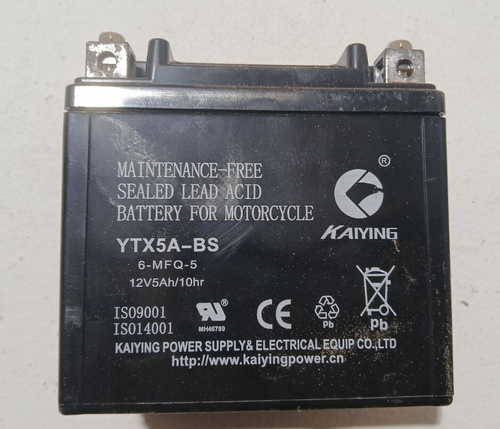 MAINTENANCE-FREE
SEALED LEAD ACID
BATTERY FOR MOTORCYCLE
®
KAIYING
YTX5A-BS
6-MFQ-5
12V5Ah/10hr
ISO9001
ISO14001
MH46789
CE
Pb
Pb
KAIYING POWER SUPPLY& ELECTRICAL EQUIP CO.,LTD
http://www.kaiyingpower.cn